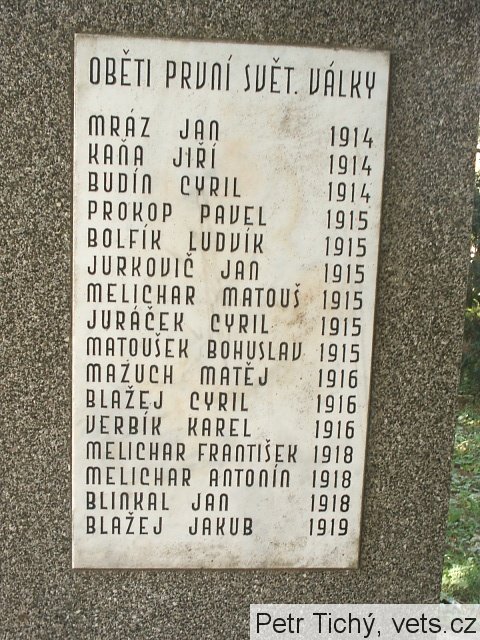 OBĚTI PRVNÍ SVĚT. VÁLKY
MRÁZ JAN 1914
KAŇA JIŘÍ 1914
BUDÍN CYRIL 1914
PROKOP PAVEL 1915
BOLFÍK LUDVÍK 1915
JURKOVIČ JAN 1915
MELICHAR MATOUŠ 1915
JURÁČEK CYRIL 1915
MATOUŠEK BOHUSLAV 1915
MAZUCH MATĚJ 1916
BLAŽEJ CYRIL 1916
VERBÍK KAREL 1916
MELICHAR FRANTIŠEK 1918
MELICHAR ANTONÍN 1918
BLINKAL JAN 1918
BLAŽEJ JAKUB 1919
Petr Tichý, vets.cz